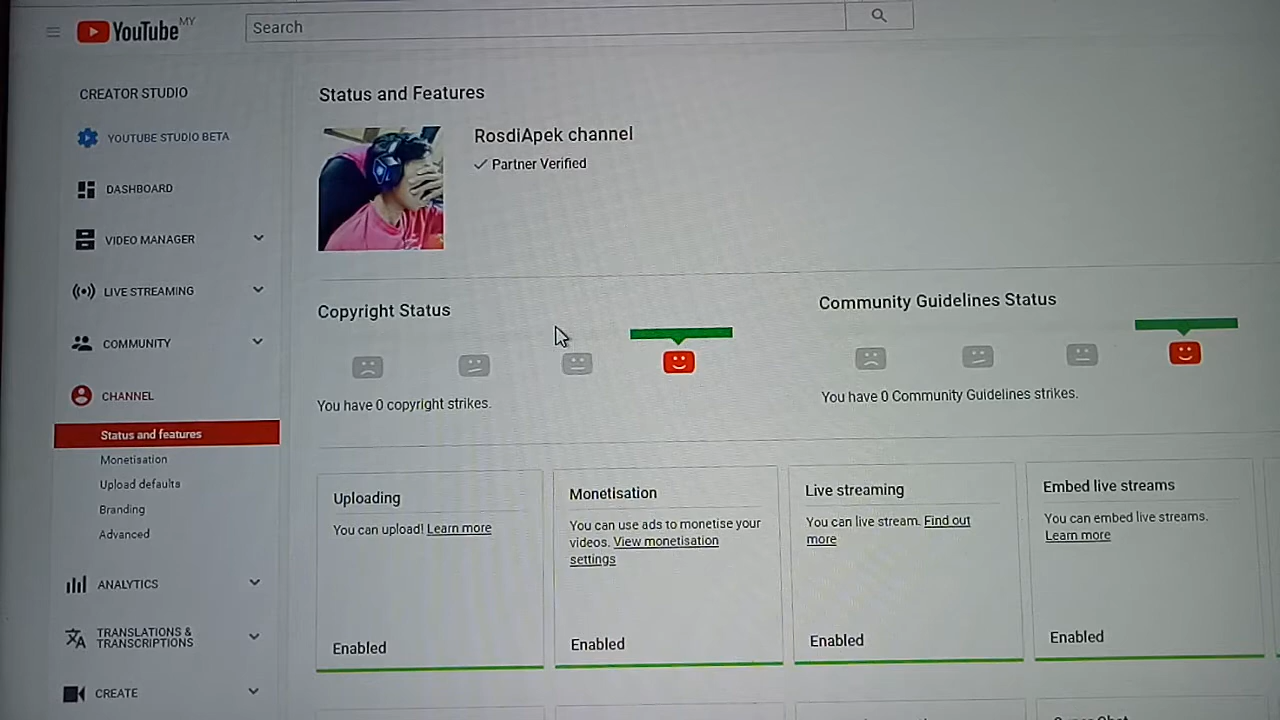 YouTube MY
Search
CREATOR STUDIO
YOUTUBE STUDIO BETA
DASHBOARD
VIDEO MANAGER
LIVE STREAMING
COMMUNITY
CHANNEL
Status and features
Monetisation
Upload defaults
Branding
Advanced
ANALYTICS
TRANSLATIONS &
TRANSCRIPTIONS
CREATE
Status and Features
RosdiApek channel
Partner Verified
Copyright Status
You have 0 copyright strikes.
Community Guidelines Status
You have 0 Community Guidelines strikes.
Uploading
You can upload! Learn more
Enabled
Monetisation
You can use ads to monetise your
videos. View monetisation
settings
Enabled
Live streaming
You can live stream. Find out
more
Enabled
Embed live streams
You can embed live streams.
Learn more
Enabled